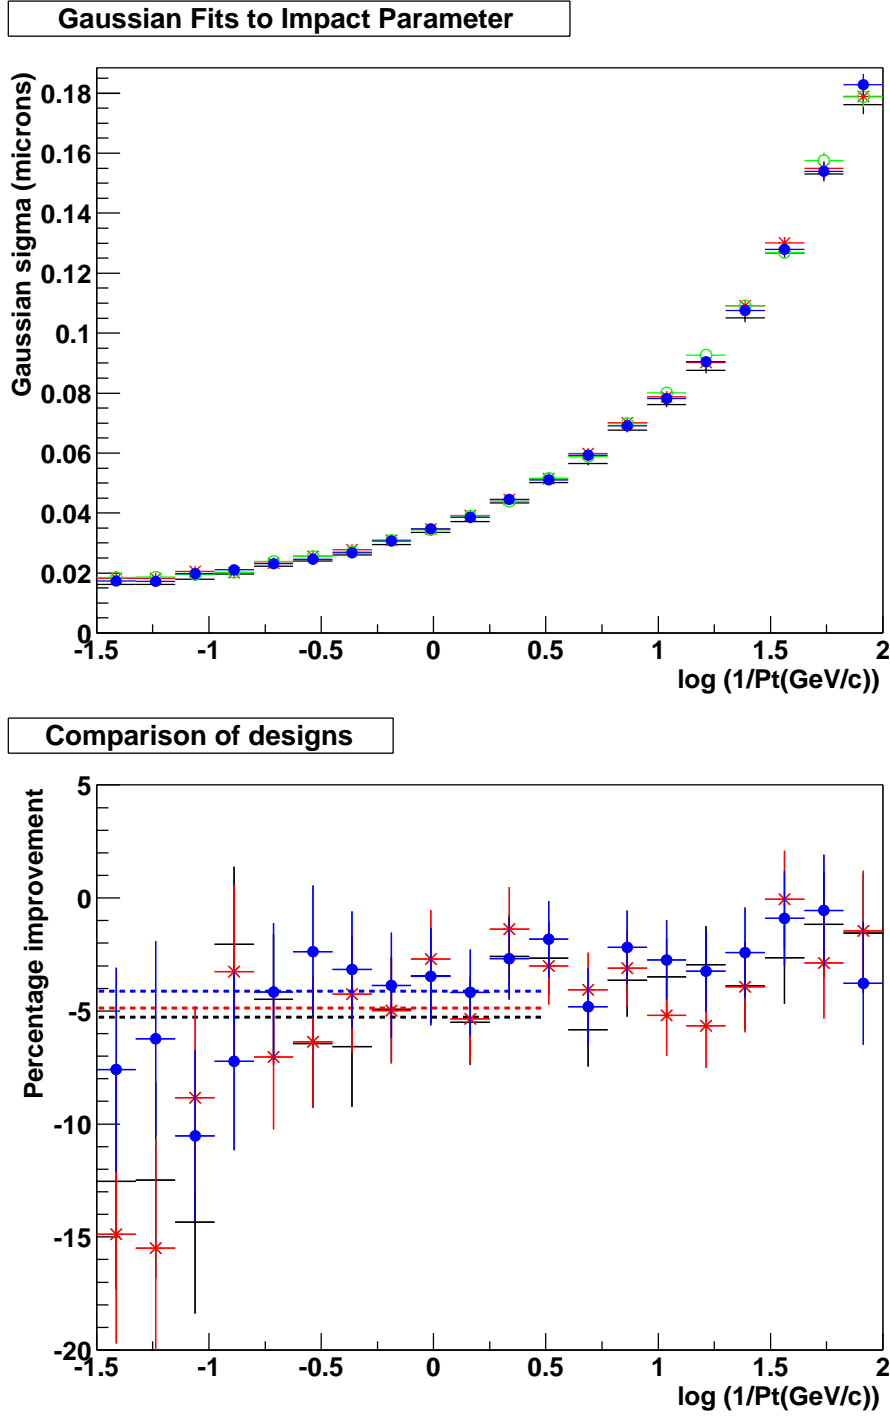 Gaussian Fits to Impact Parameter
Gaussian sigma (microns)
0.18
0.16
0.14
0.12
0.1
0.08
0.06
0.04
0.02
0
-1.5 -1 -0.5 0 0.5 1 1.5 2
log (1/Pt(GeV/c))
Comparison of designs
Percentage improvement
5
0
-5
-10
-15
-20
-1.5 -1 -0.5 0 0.5 1 1.5 2
log (1/Pt(GeV/c))